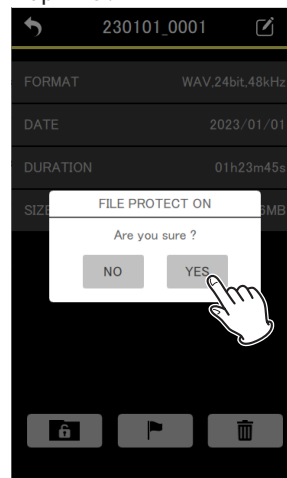 230101_0001
FORMAT WAV,24bit,48kHz
DATE 2023/01/01
DURATION 01h23m45s
FILE PROTECT ON
Are you sure ?
NO YES